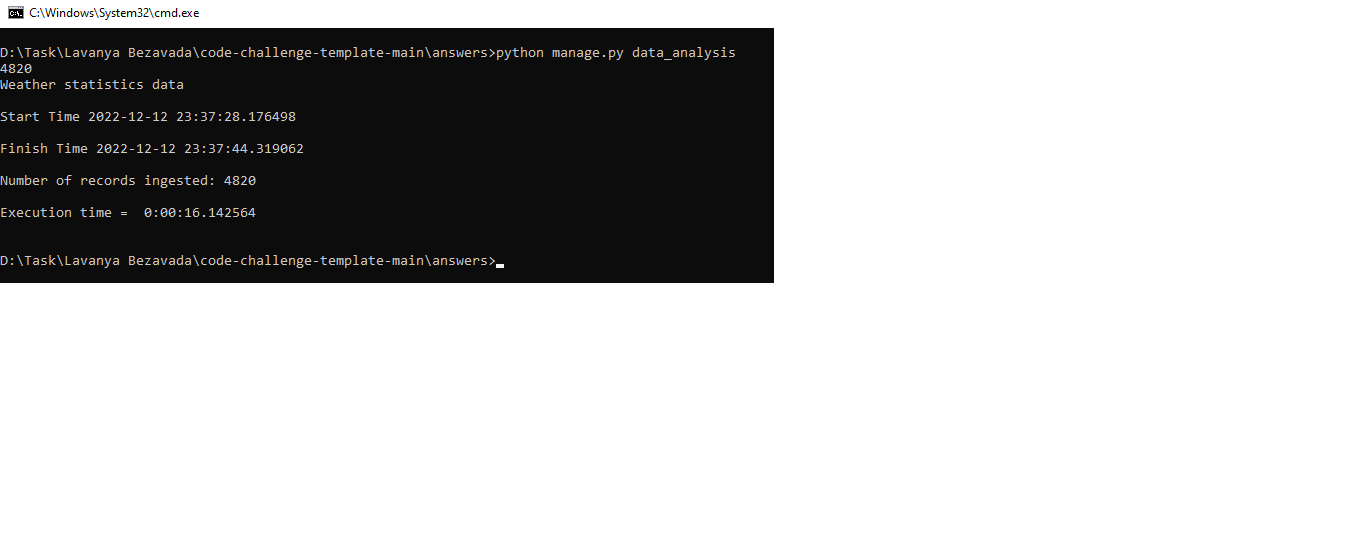 C:\Windows\System32\cmd.exe
D:\Task\Lavanya Bezavada\code-challenge-template-main\answers>python manage.py data_analysis
4820
Weather statistics data
Start Time 2022-12-12 23:37:28.176498
Finish Time 2022-12-12 23:37:44.319062
Number of records ingested: 4820
Execution time =  0:00:16.142564
D:\Task\Lavanya Bezavada\code-challenge-template-main\answers>